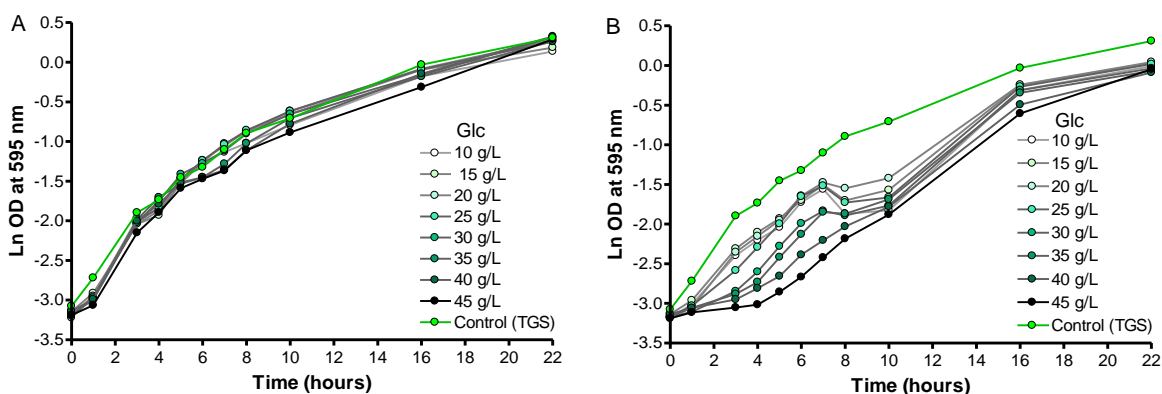 A
Ln OD at 595 nm
0.5
0.0
-0.5
-1.0
-1.5
-2.0
-2.5
-3.0
-3.5
0 2 4 6 8 10 12 14 16 18 20 22
Time (hours)
Glc
10 g/L
15 g/L
20 g/L
25 g/L
30 g/L
35 g/L
40 g/L
45 g/L
Control (TGS)
B
Ln OD at 595 nm
0.5
0.0
-0.5
-1.0
-1.5
-2.0
-2.5
-3.0
-3.5
0 2 4 6 8 10 12 14 16 18 20 22
Time (hours)
Glc
10 g/L
15 g/L
20 g/L
25 g/L
30 g/L
35 g/L
40 g/L
45 g/L
Control (TGS)